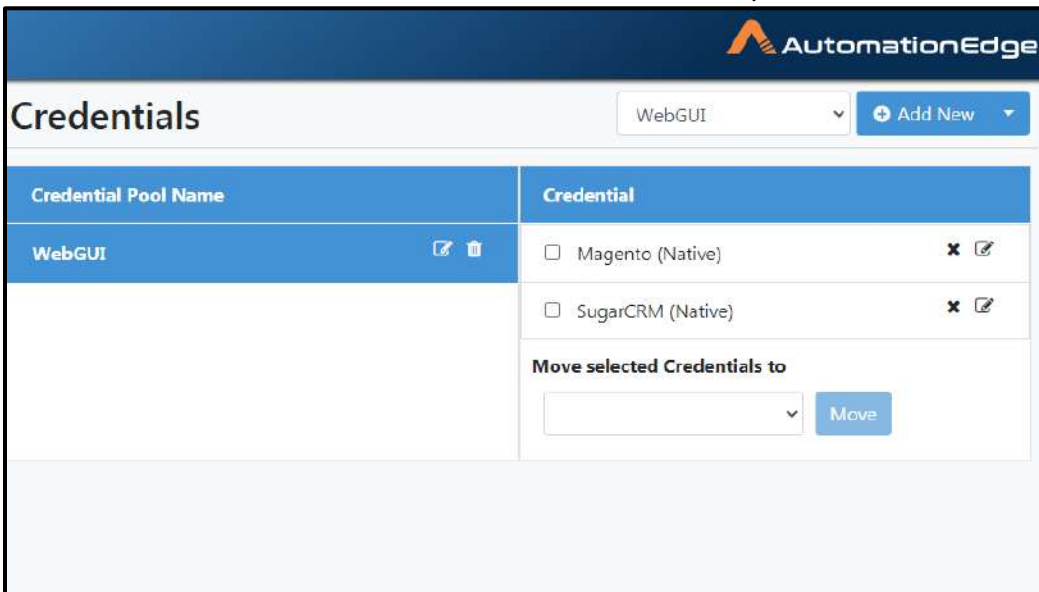 AutomationEdge
Credentials
WebGUI
Add New
Credential Pool Name
Credential
WebGUI
Magento (Native)
SugarCRM (Native)
Move selected Credentials to
Move